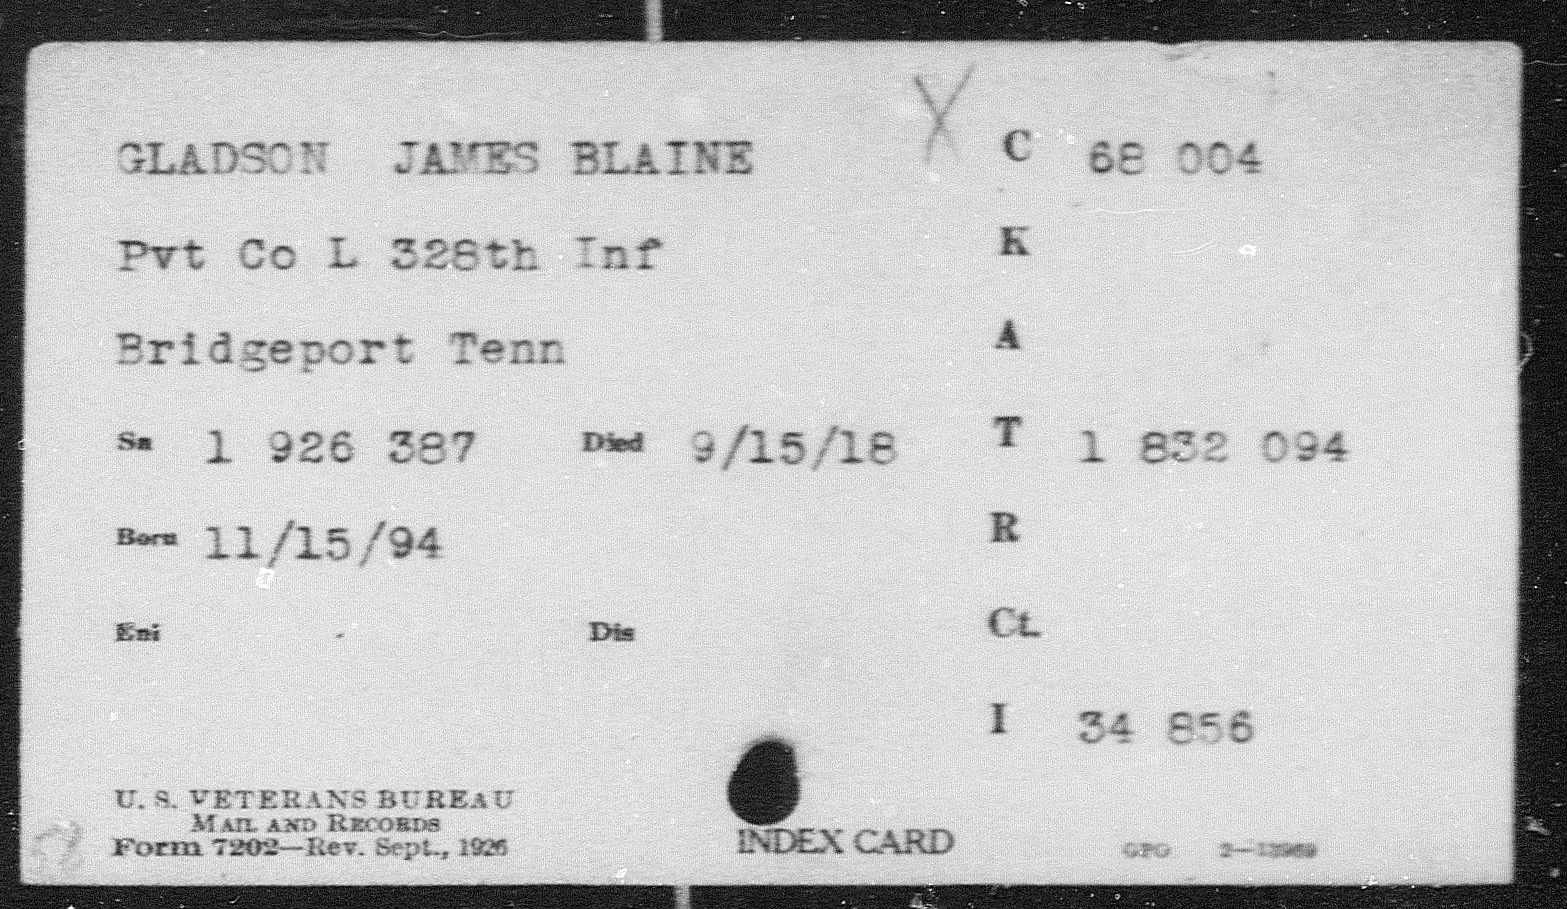 GLADSON JAMES BLAINE X C 68 004
Pvt Co L 328th Inf K
Bridgeport Tenn A
Sn 1 926 387 Died 9/15/18 T 1 832 094
Born 11/15/94 R
Enl Dis Ct.
I 34 856
U. S. VETERANS BUREAU
MAIL AND RECORDS
Form 7202—Rev. Sept., 1926
INDEX CARD
GPO